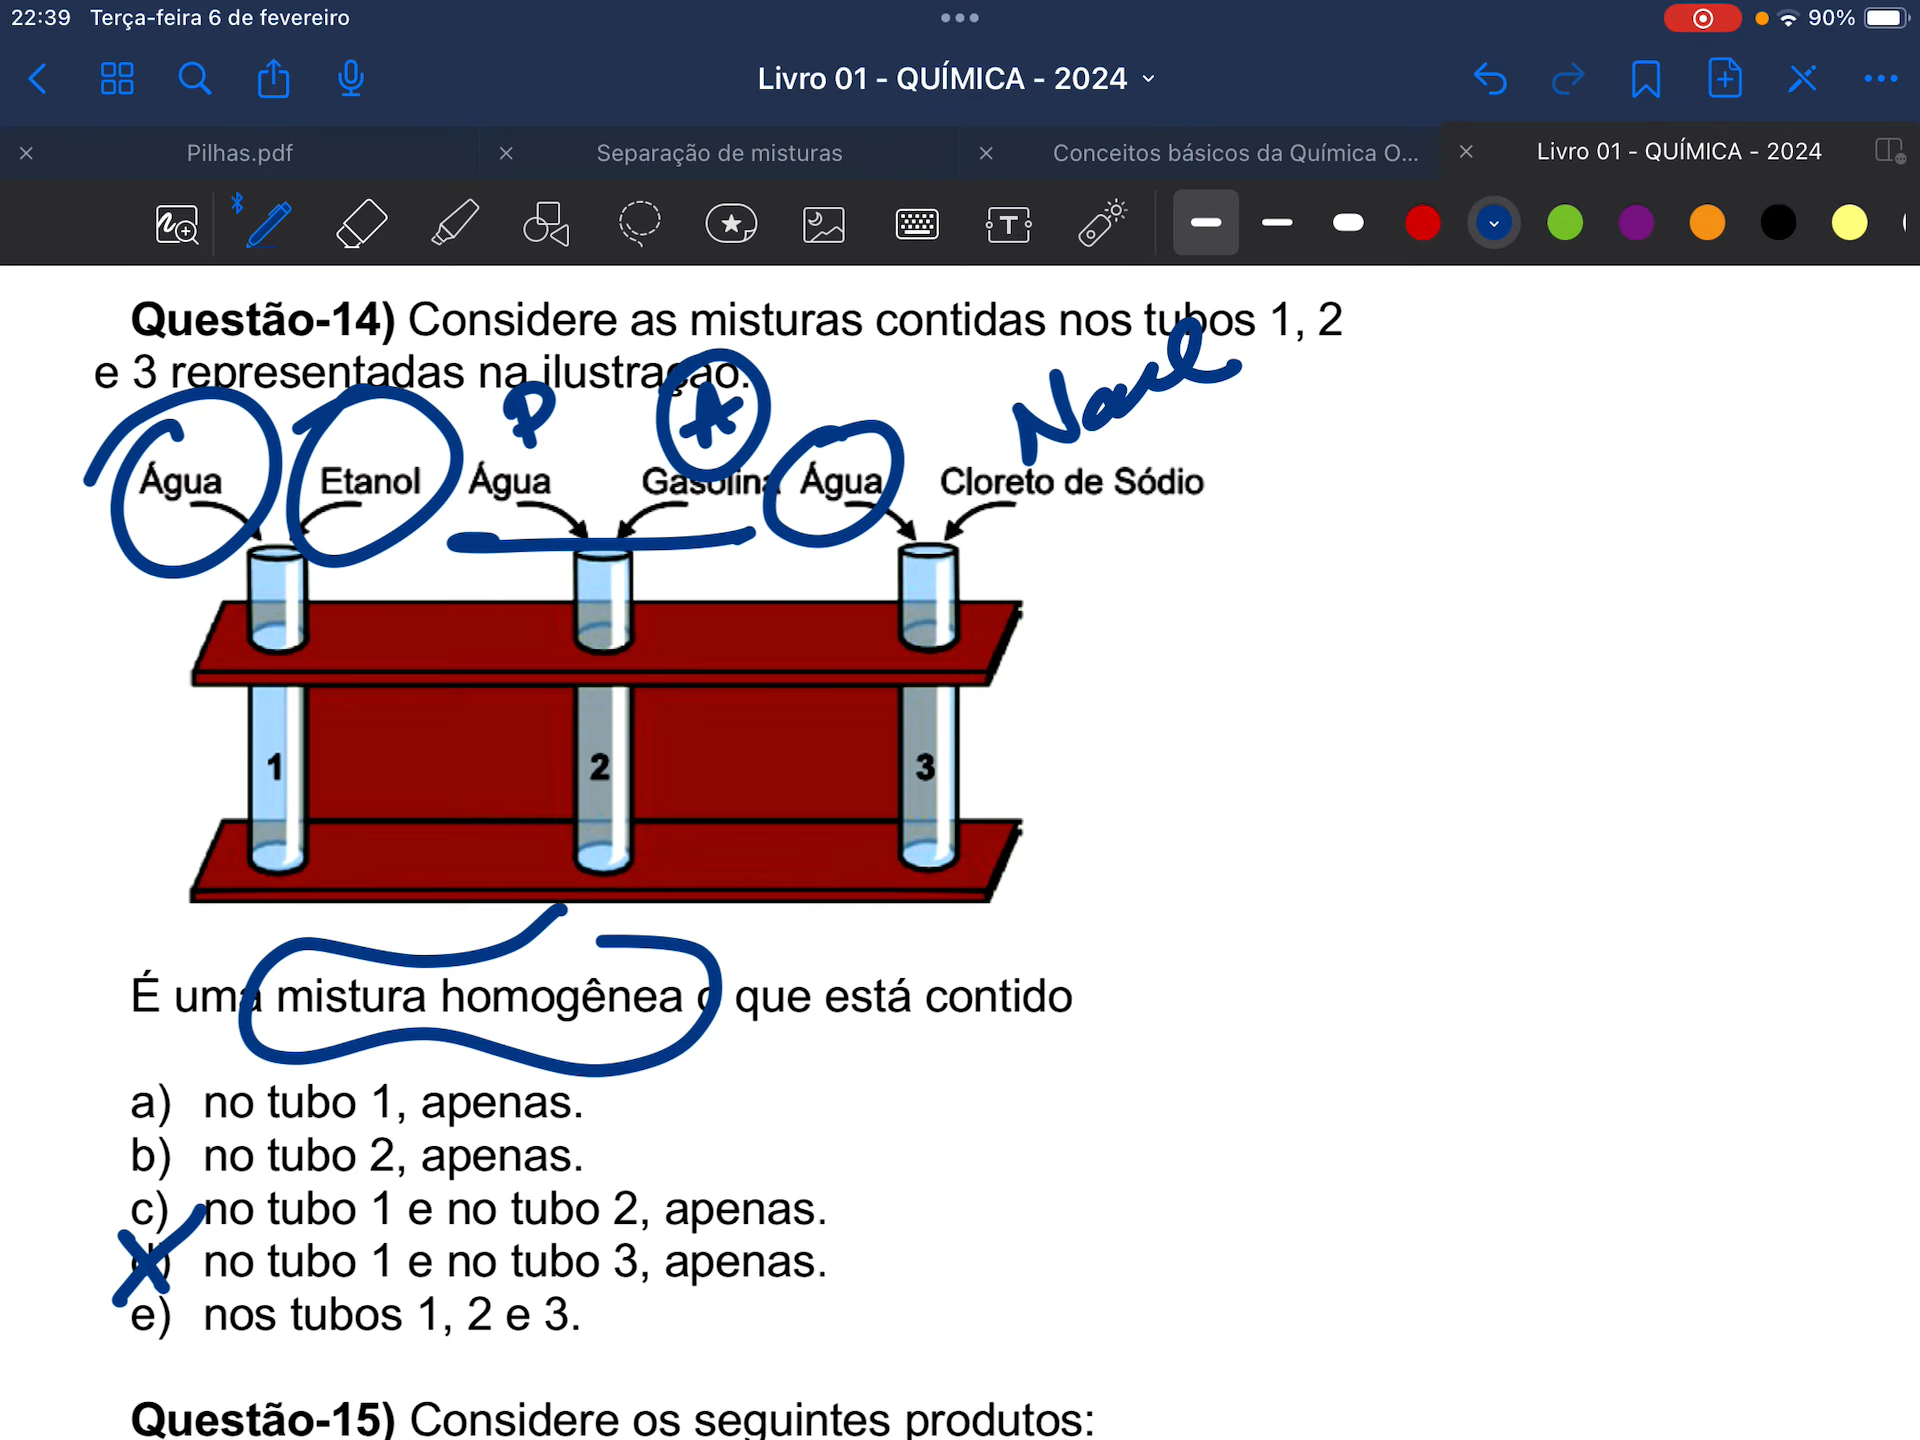 22:39 Terça-feira 6 de fevereiro
90%
Livro 01 - QUÍMICA - 2024
Pilhas.pdf
Separação de misturas
Conceitos básicos da Química O...
Livro 01 - QUÍMICA - 2024
T
Questão-14) Considere as misturas contidas nos tubos 1, 2
e 3 representadas na ilustração.
P
A
Nacl
Água
Etanol
Água
Gasolina
Água
Cloreto de Sódio
1
2
3
É uma mistura homogênea o que está contido
a) no tubo 1, apenas.
b) no tubo 2, apenas.
c) no tubo 1 e no tubo 2, apenas.
d) no tubo 1 e no tubo 3, apenas.
e) nos tubos 1, 2 e 3.
Questão-15) Considere os seguintes produtos: